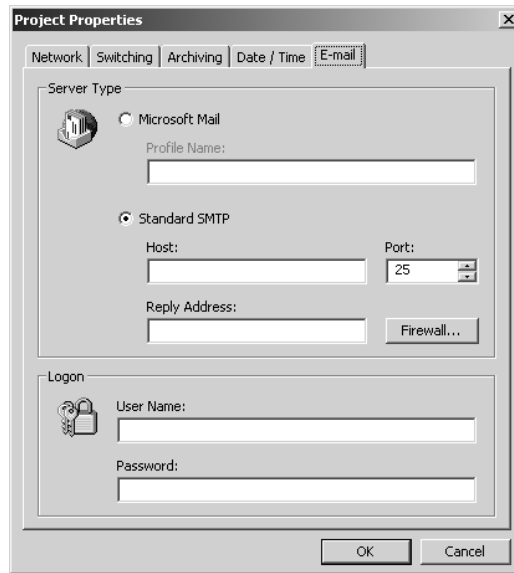 Project Properties
Network Switching Archiving Date / Time E-mail
Server Type
Microsoft Mail
Profile Name:
Standard SMTP
Host: Port:
25
Reply Address:
Firewall...
Logon
User Name:
Password:
OK Cancel